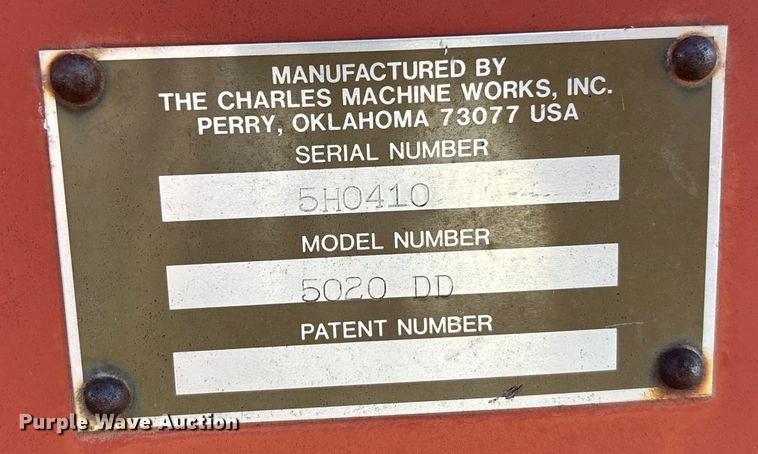 MANUFACTURED BY
THE CHARLES MACHINE WORKS, INC.
PERRY, OKLAHOMA 73077 USA
SERIAL NUMBER
5H0410
MODEL NUMBER
5020 DD
PATENT NUMBER
Purple Wave Auction